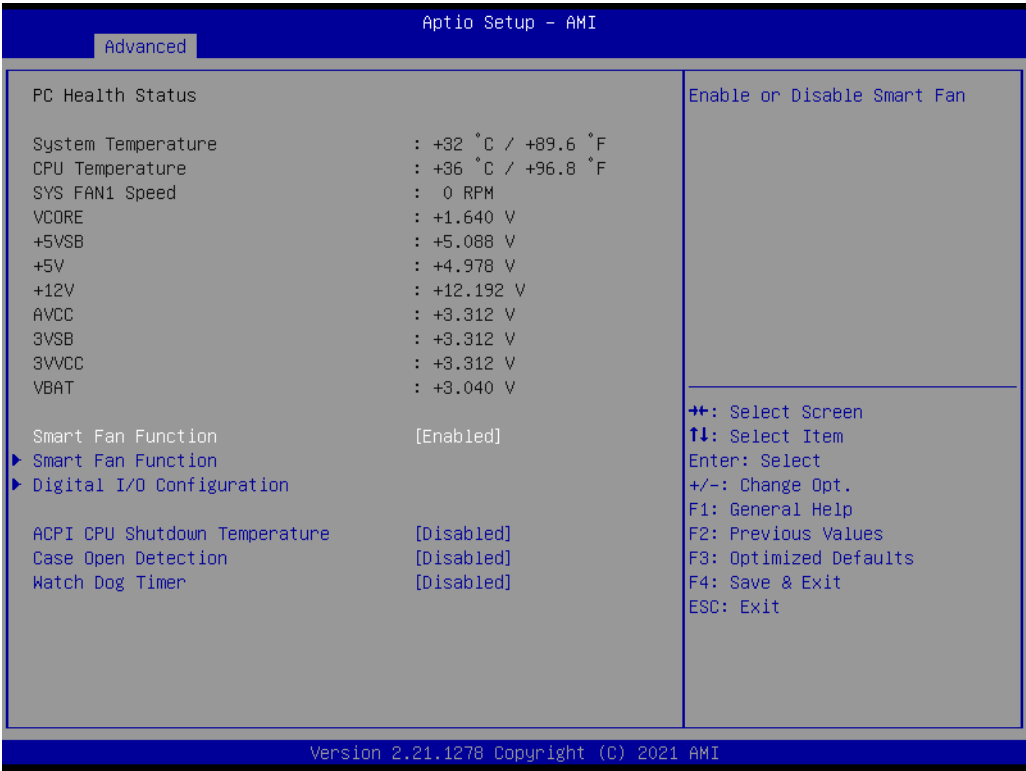 Aptio Setup – AMI
Advanced
PC Health Status
System Temperature : +32 °C / +89.6 °F
CPU Temperature : +36 °C / +96.8 °F
SYS FAN1 Speed : 0 RPM
VCORE : +1.640 V
+5VSB : +5.088 V
+5V : +4.978 V
+12V : +12.192 V
AVCC : +3.312 V
3VSB : +3.312 V
3VVCC : +3.312 V
VBAT : +3.040 V
Smart Fan Function [Enabled]
Smart Fan Function
Digital I/O Configuration
ACPI CPU Shutdown Temperature [Disabled]
Case Open Detection [Disabled]
Watch Dog Timer [Disabled]
Enable or Disable Smart Fan
→←: Select Screen
↑↓: Select Item
Enter: Select
+/-: Change Opt.
F1: General Help
F2: Previous Values
F3: Optimized Defaults
F4: Save & Exit
ESC: Exit
Version 2.21.1278 Copyright (C) 2021 AMI